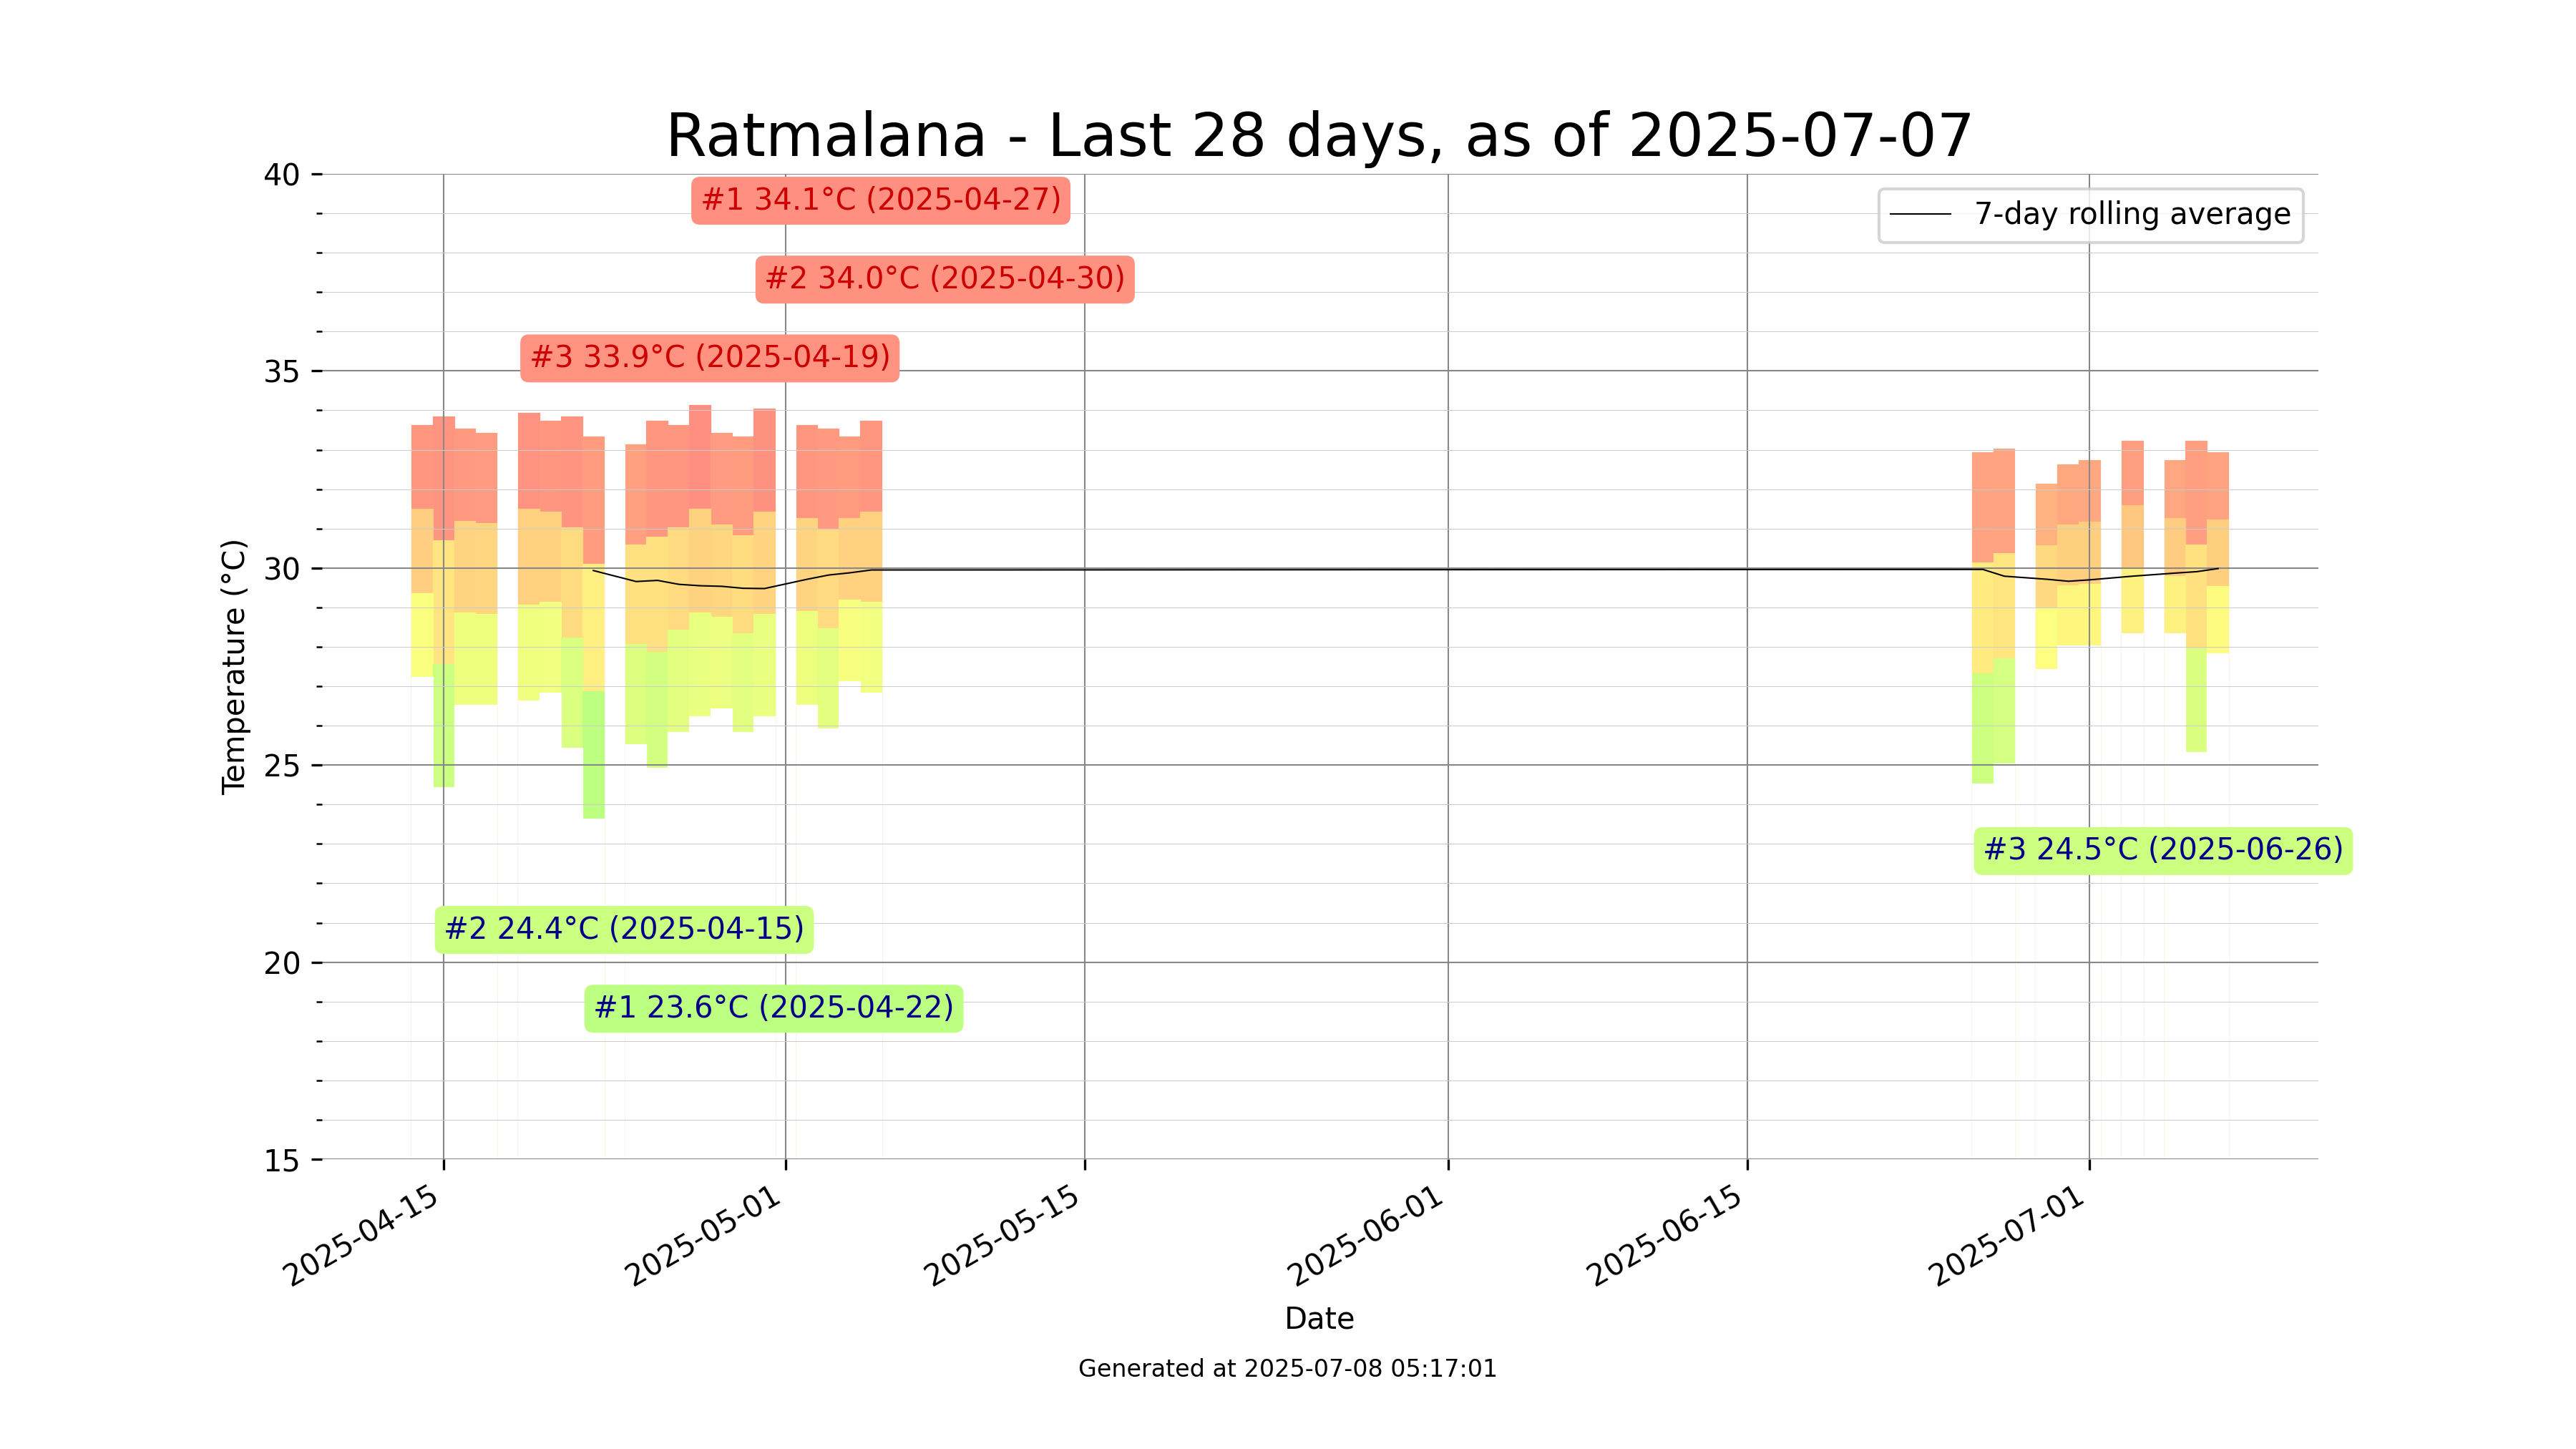 Ratmalana - Last 28 days, as of 2025-07-07
40
35
30
25
20
15
Temperature (°C)
#1 34.1°C (2025-04-27)
#2 34.0°C (2025-04-30)
#3 33.9°C (2025-04-19)
7-day rolling average
#3 24.5°C (2025-06-26)
#2 24.4°C (2025-04-15)
#1 23.6°C (2025-04-22)
2025-04-15
2025-05-01
2025-05-15
2025-06-01
2025-06-15
2025-07-01
Date
Generated at 2025-07-08 05:17:01